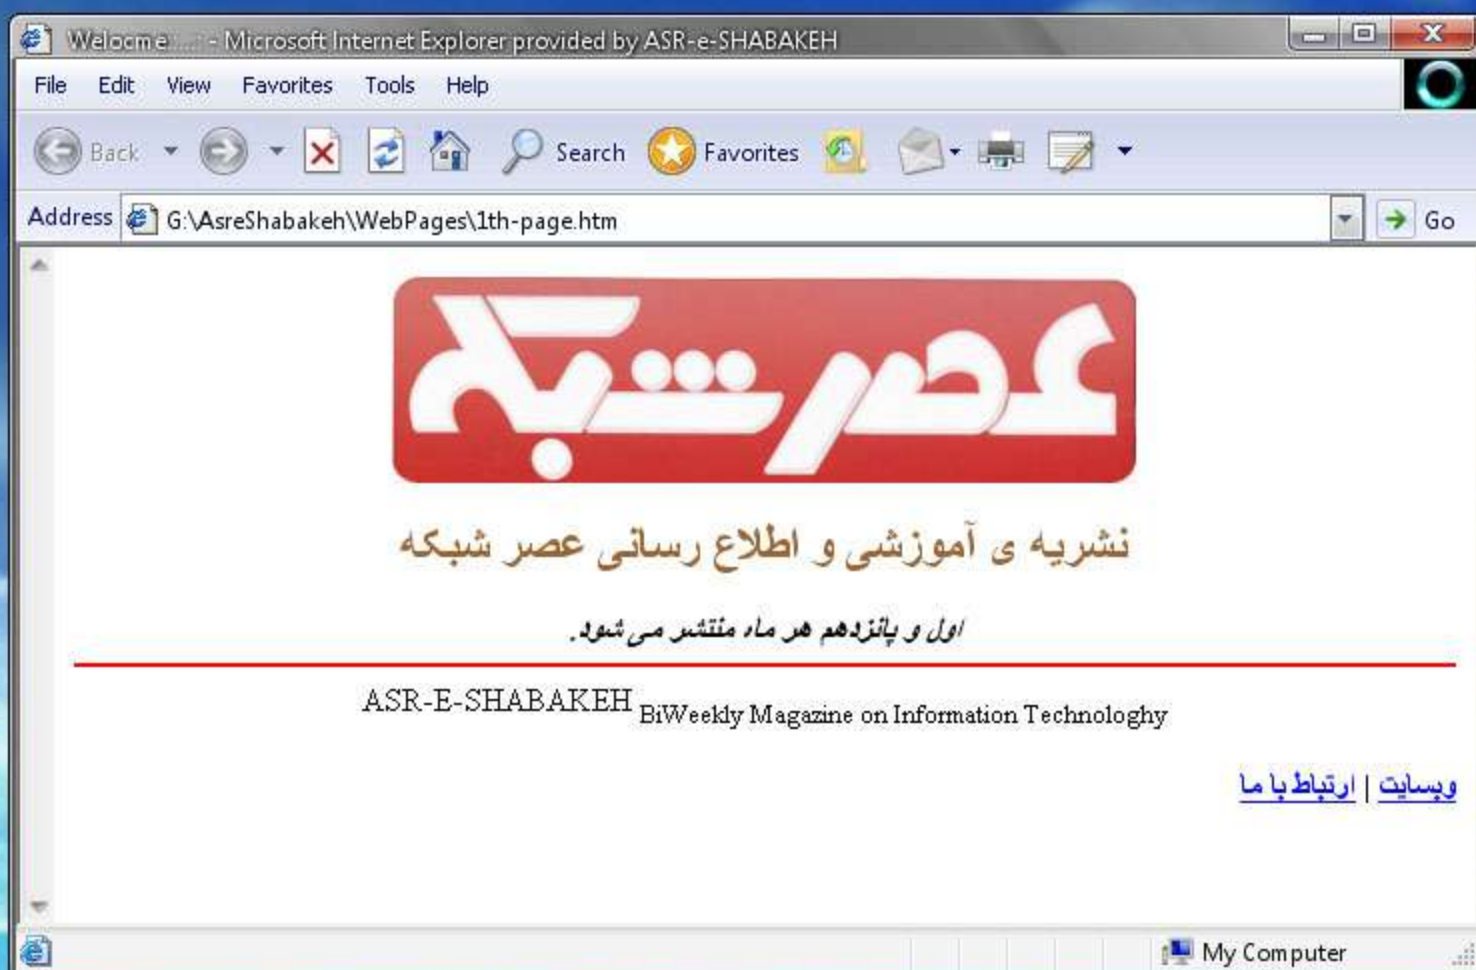 Welocme:...:: - Microsoft Internet Explorer provided by ASR-e-SHABAKEH
File Edit View Favorites Tools Help
Back Search Favorites
Address G:\AsreShabakeh\WebPages\1th-page.htm Go
عصر شبکه
نشریه ی آموزشی و اطلاع رسانی عصر شبکه
اول و پانزدهم هر ماه منتشر می شود.
ASR-E-SHABAKEH BiWeekly Magazine on Information Technologhy
وبسایت | ارتباط با ما
My Computer